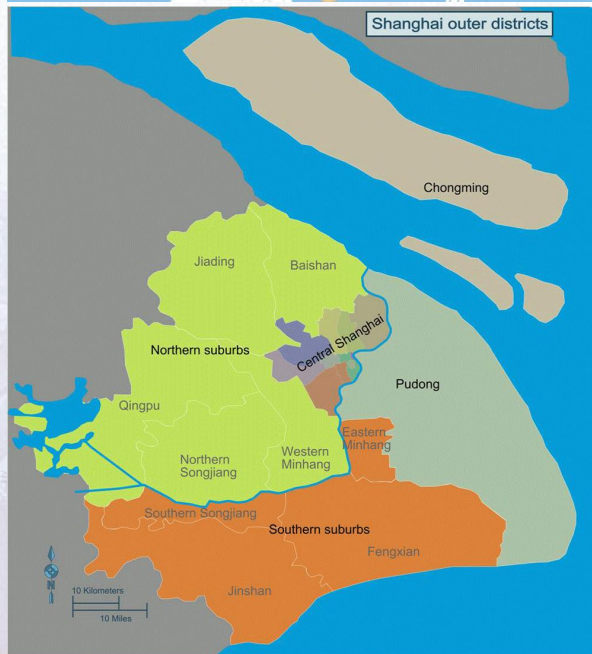 Shanghai outer districts
Chongming
Jiading
Baishan
Northern suburbs
Central Shanghai
Pudong
Qingpu
Eastern
Minhang
Western
Minhang
Northern
Songjiang
Southern Songjiang
Southern suburbs
Fengxian
Jinshan
N
10 Kilometers
10 Miles